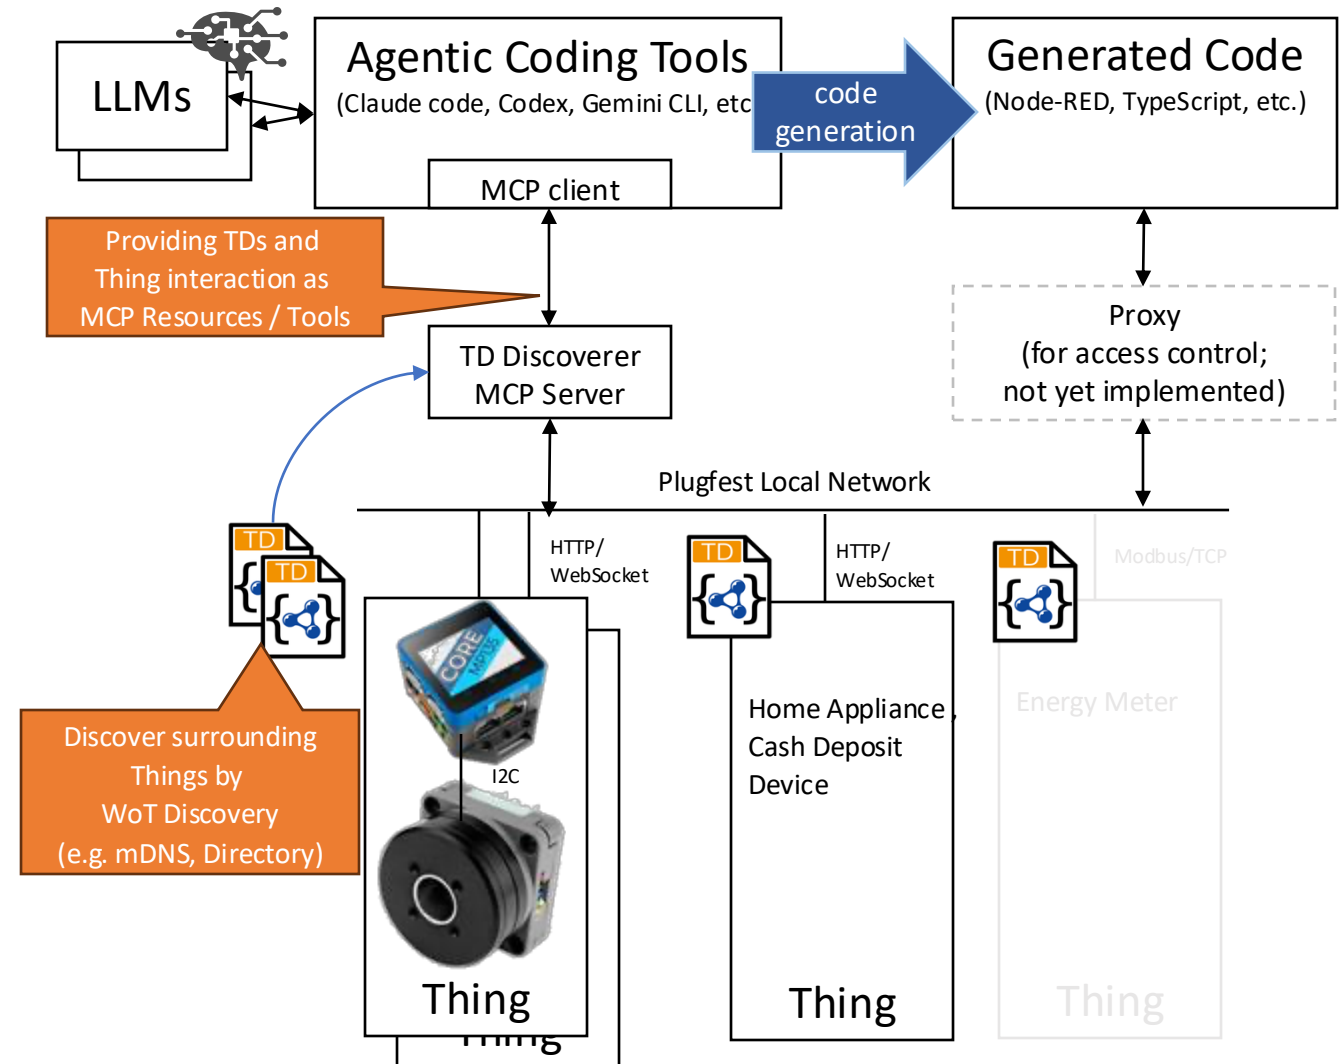 LLMs
Agentic Coding Tools
(Claude code, Codex, Gemini CLI, etc
MCP client
code
generation
Generated Code
(Node-RED, TypeScript, etc.)
Providing TDs and
Thing interaction as
MCP Resources / Tools
TD Discoverer
MCP Server
Proxy
(for access control;
not yet implemented)
Plugfest Local Network
TD
TD
HTTP/
WebSocket
TD
HTTP/
WebSocket
TD
Modbus/TCP
CORE
MP135
I2C
Home Appliance ,
Cash Deposit
Device
Energy Meter
Discover surrounding
Things by
WoT Discovery
(e.g. mDNS, Directory)
Thing
Thing
Thing
Thing